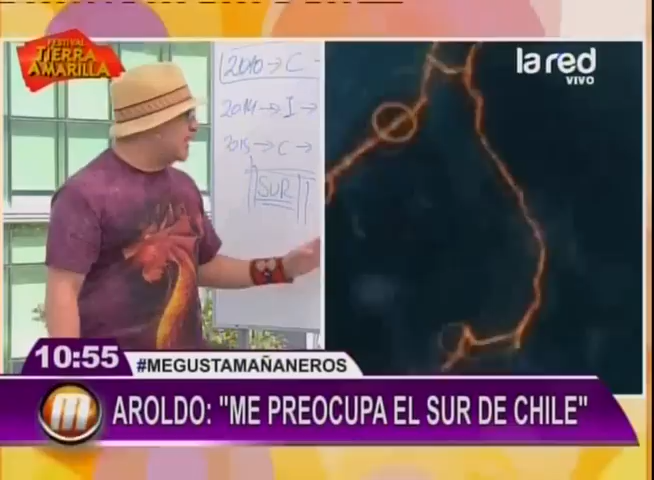 FESTIVAL
TIERRA
AMARILLA
la red
VIVO
2010 → C -
2014 → I →
2015 → C →
SUR
10:55
#MEGUSTAMAÑANEROS
M
AROLDO: "ME PREOCUPA EL SUR DE CHILE"